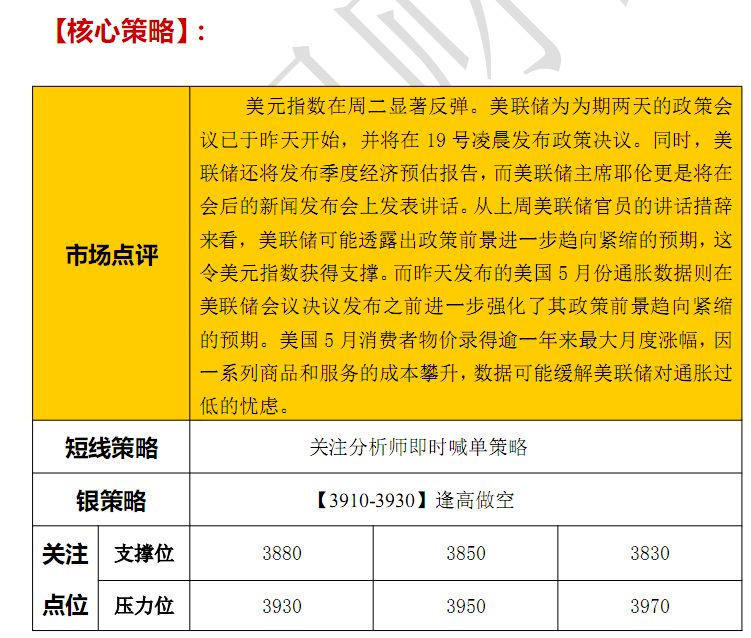 【核心策略】:
美元指数在周二显著反弹。美联储为为期两天的政策会
议已于昨天开始，并将在 19 号凌晨发布政策决议。同时，美
联储还将发布季度经济预估报告，而美联储主席耶伦更是将在
会后的新闻发布会上发表讲话。从上周美联储官员的讲话措辞
来看，美联储可能透露出政策前景进一步趋向紧缩的预期，这
市场点评
令美元指数获得支撑。而昨天发布的美国 5 月份通胀数据则在
美联储会议决议发布之前进一步强化了其政策前景趋向紧缩
的预期。美国 5 月消费者物价录得逾一年来最大月度涨幅，因
一系列商品和服务的成本攀升，数据可能缓解美联储对通胀过
低的忧虑。
短线策略 关注分析师即时喊单策略
银策略 【3910-3930】逢高做空
关注 支撑位 3880 3850 3830
点位 压力位 3930 3950 3970